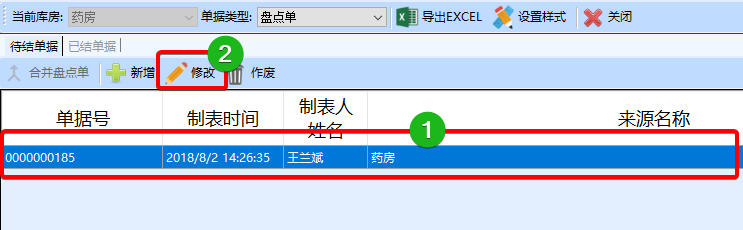 当前库房: 药房 单据类型: 盘点单 导出EXCEL 设置样式 关闭
待结单据 已结单据
2
合并盘点单 新增 修改 作废
单据号 制表时间 制表人姓名 来源名称
1
0000000185 2018/8/2 14:26:35 王兰斌 药房